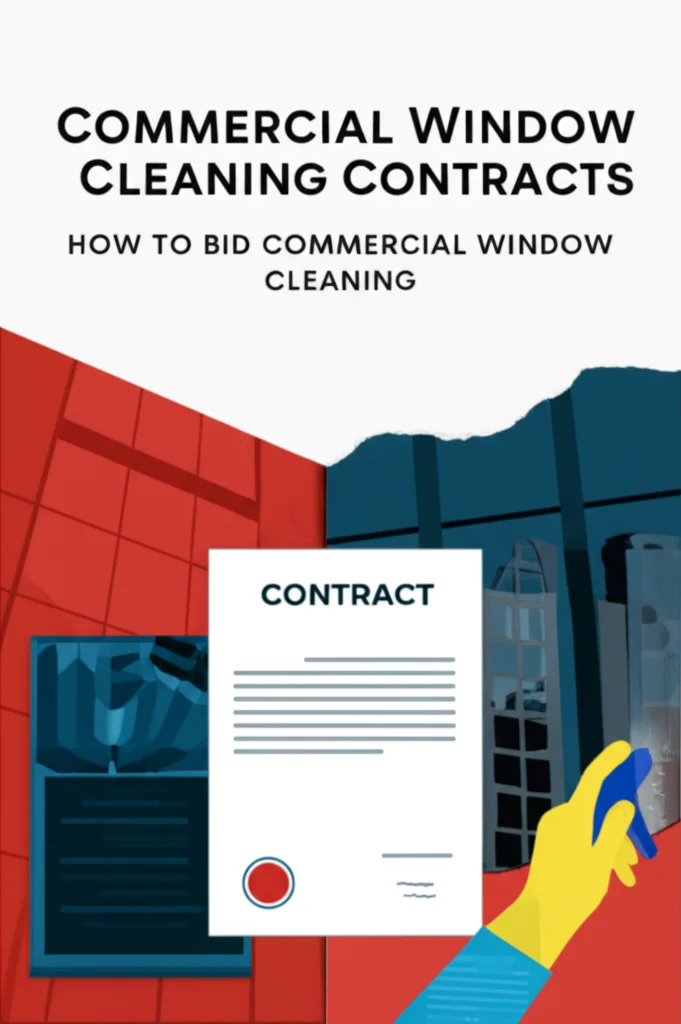 COMMERCIAL WINDOW
CLEANING CONTRACTS
HOW TO BID COMMERCIAL WINDOW
CLEANING
CONTRACT